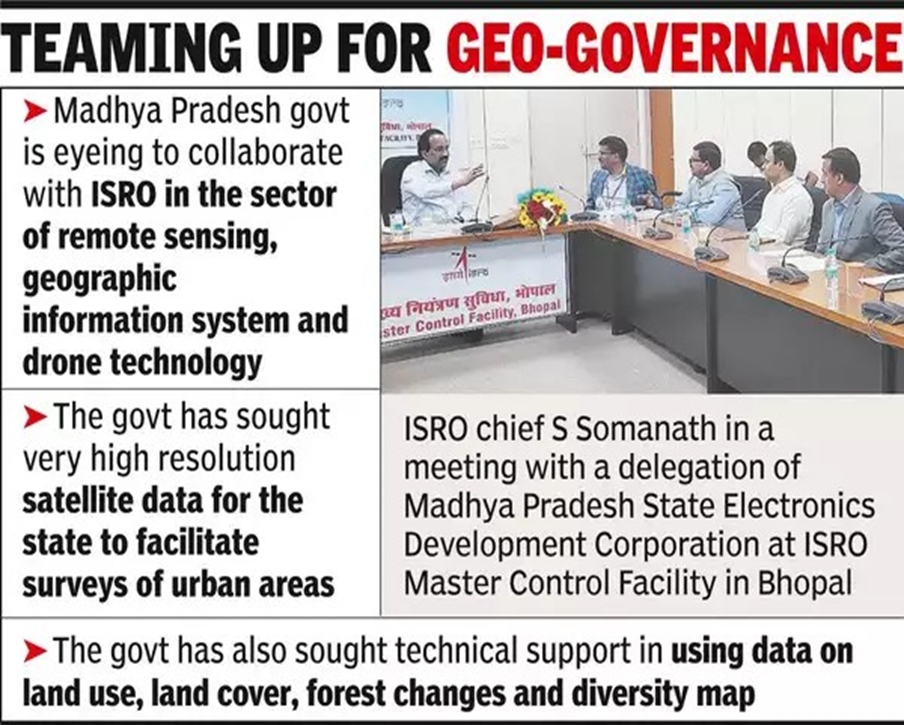 TEAMING UP FOR GEO-GOVERNANCE
➤ Madhya Pradesh govt
is eyeing to collaborate
with ISRO in the sector
of remote sensing,
geographic
information system and
drone technology
➤ The govt has sought
very high resolution
satellite data for the
state to facilitate
surveys of urban areas
इसरो isro
ख्य नियंत्रण सुविधा, भोपाल
ster Control Facility, Bhopal
ISRO chief S Somanath in a
meeting with a delegation of
Madhya Pradesh State Electronics
Development Corporation at ISRO
Master Control Facility in Bhopal
➤ The govt has also sought technical support in using data on
land use, land cover, forest changes and diversity map